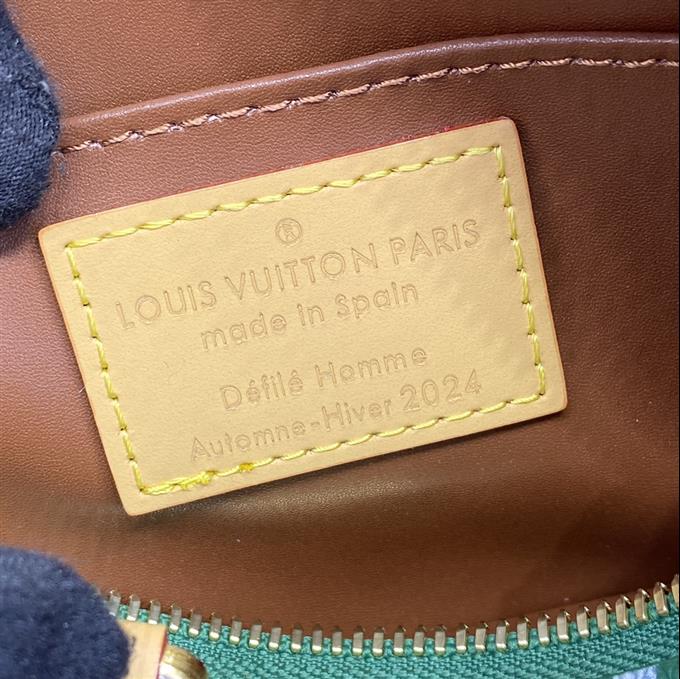 ®
LOUIS VUITTON PARIS
made in Spain
Défilé Homme
Automne-Hiver 2024